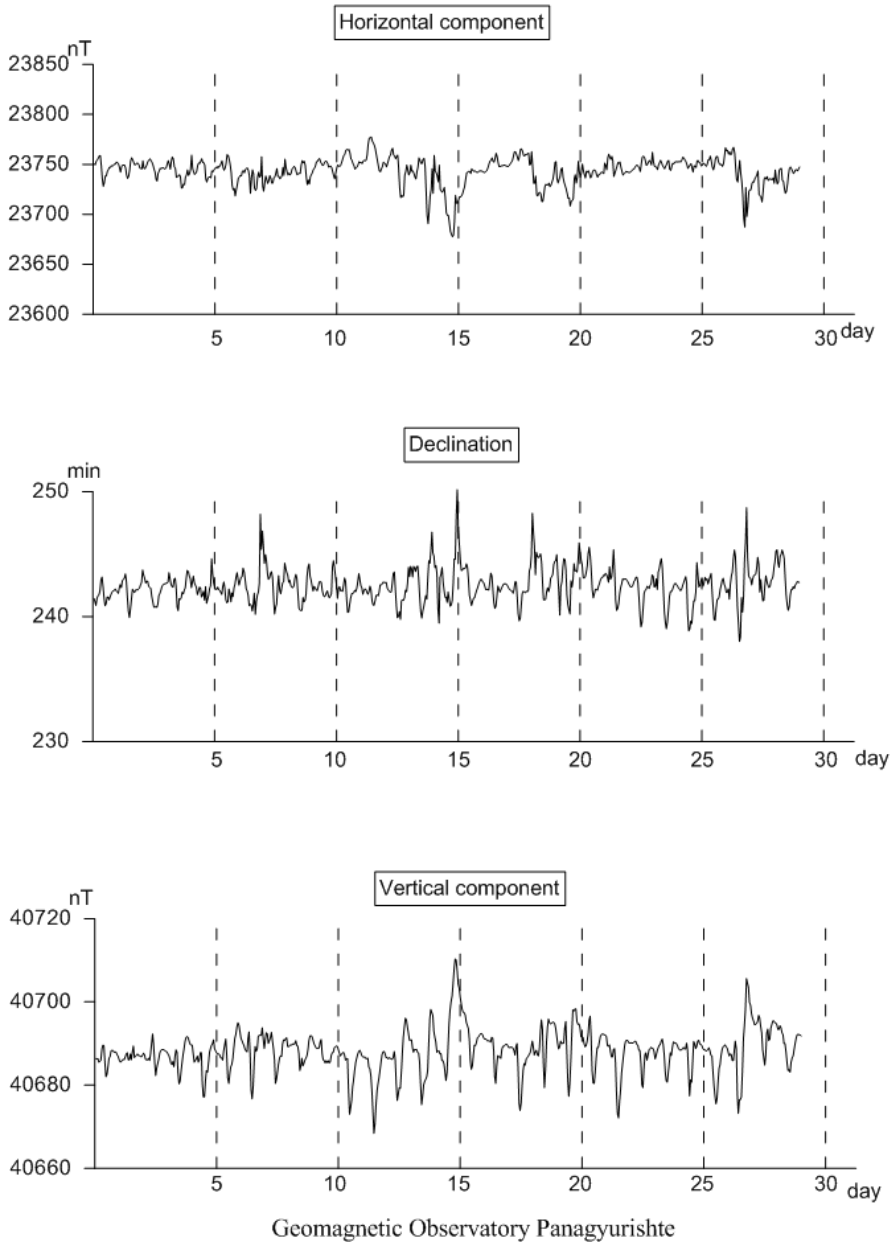 Horizontal component
nT
23850
23800
23750
23700
23650
23600
5 10 15 20 25 30 day
Declination
min
250
240
230
5 10 15 20 25 30 day
Vertical component
nT
40720
40700
40680
40660
5 10 15 20 25 30 day
Geomagnetic Observatory Panagyurishte